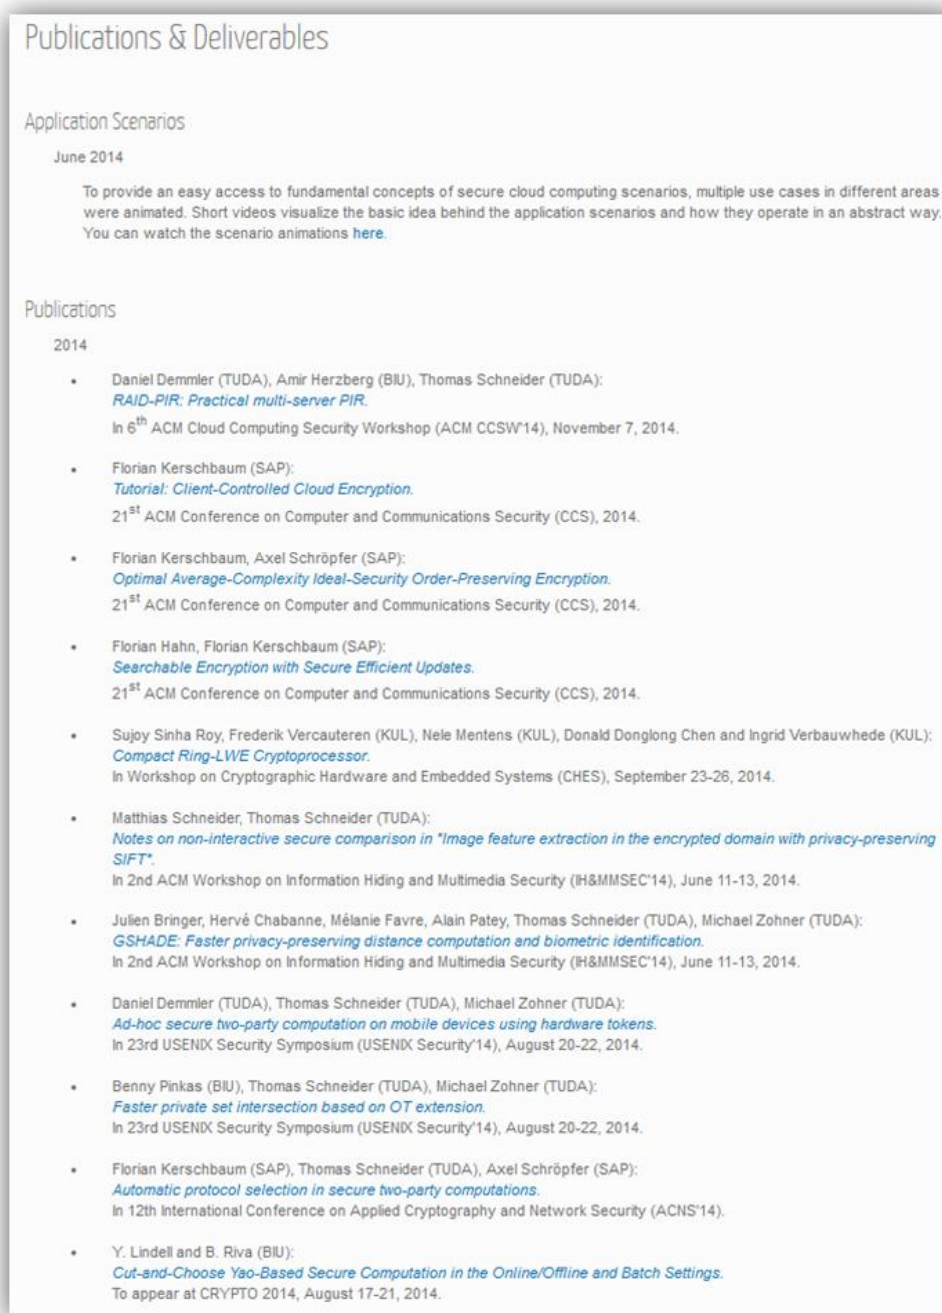 Publications & Deliverables
Application Scenarios
June 2014
To provide an easy access to fundamental concepts of secure cloud computing scenarios, multiple use cases in different areas
were animated. Short videos visualize the basic idea behind the application scenarios and how they operate in an abstract way.
You can watch the scenario animations here.
Publications
2014
• Daniel Demmler (TUDA), Amir Herzberg (BIU), Thomas Schneider (TUDA):
RAID-PIR: Practical multi-server PIR.
In 6th ACM Cloud Computing Security Workshop (ACM CCSW'14), November 7, 2014.
• Florian Kerschbaum (SAP):
Tutorial: Client-Controlled Cloud Encryption.
21st ACM Conference on Computer and Communications Security (CCS), 2014.
• Florian Kerschbaum, Axel Schröpfer (SAP):
Optimal Average-Complexity Ideal-Security Order-Preserving Encryption.
21st ACM Conference on Computer and Communications Security (CCS), 2014.
• Florian Hahn, Florian Kerschbaum (SAP):
Searchable Encryption with Secure Efficient Updates.
21st ACM Conference on Computer and Communications Security (CCS), 2014.
• Sujoy Sinha Roy, Frederik Vercauteren (KUL), Nele Mentens (KUL), Donald Donglong Chen and Ingrid Verbauwhede (KUL):
Compact Ring-LWE Cryptoprocessor.
In Workshop on Cryptographic Hardware and Embedded Systems (CHES), September 23-26, 2014.
• Matthias Schneider, Thomas Schneider (TUDA):
Notes on non-interactive secure comparison in "Image feature extraction in the encrypted domain with privacy-preserving
SIFT".
In 2nd ACM Workshop on Information Hiding and Multimedia Security (IH&MMSEC'14), June 11-13, 2014.
• Julien Bringer, Hervé Chabanne, Mélanie Favre, Alain Patey, Thomas Schneider (TUDA), Michael Zohner (TUDA):
GSHADE: Faster privacy-preserving distance computation and biometric identification.
In 2nd ACM Workshop on Information Hiding and Multimedia Security (IH&MMSEC'14), June 11-13, 2014.
• Daniel Demmler (TUDA), Thomas Schneider (TUDA), Michael Zohner (TUDA):
Ad-hoc secure two-party computation on mobile devices using hardware tokens.
In 23rd USENIX Security Symposium (USENIX Security'14), August 20-22, 2014.
• Benny Pinkas (BIU), Thomas Schneider (TUDA), Michael Zohner (TUDA):
Faster private set intersection based on OT extension.
In 23rd USENIX Security Symposium (USENIX Security'14), August 20-22, 2014.
• Florian Kerschbaum (SAP), Thomas Schneider (TUDA), Axel Schröpfer (SAP):
Automatic protocol selection in secure two-party computations.
In 12th International Conference on Applied Cryptography and Network Security (ACNS'14).
• Y. Lindell and B. Riva (BIU):
Cut-and-Choose Yao-Based Secure Computation in the Online/Offline and Batch Settings.
To appear at CRYPTO 2014, August 17-21, 2014.